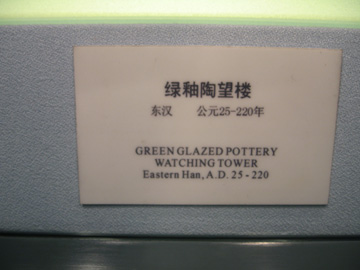 绿釉陶望楼
东汉 公元25-220年
GREEN GLAZED POTTERY
WATCHING TOWER
Eastern Han, A.D. 25 - 220